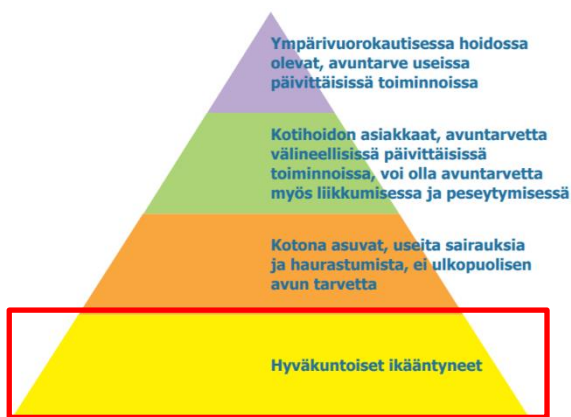 Ympärivuorokautisessa hoidossa
olevat, avuntarve useissa
päivittäisissä toiminnoissa
Kotihoidon asiakkaat, avuntarvetta
välineellisissä päivittäisissä
toiminnoissa, voi olla avuntarvetta
myös liikkumisessa ja peseytymisessä
Kotona asuvat, useita sairauksia
ja haurastumista, ei ulkopuolisen
avun tarvetta
Hyväkuntoiset ikääntyneet